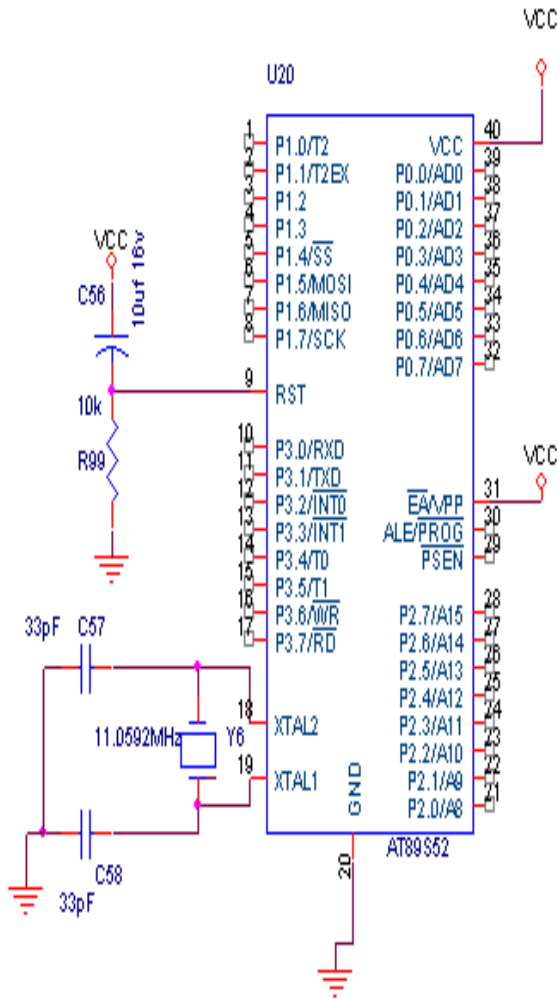 VCC
U20
1
P1.0/T2
VCC
40
2
P1.1/T2EX
P0.0/AD0
39
3
P1.2
P0.1/AD1
38
4
P1.3
P0.2/AD2
37
5
P1.4/SS
P0.3/AD3
36
6
P1.5/MOSI
P0.4/AD4
35
7
P1.6/MISO
P0.5/AD5
34
8
P1.7/SCK
P0.6/AD6
33
P0.7/AD7
32
VCC
C56
10uf 16v
9
RST
10k
R99
10
P3.0/RXD
11
P3.1/TXD
VCC
12
P3.2/INT0
EA/VPP
31
13
P3.3/INT1
ALE/PROG
30
14
P3.4/T0
PSEN
29
15
P3.5/T1
16
P3.6/WR
P2.7/A15
28
17
P3.7/RD
P2.6/A14
27
33pF
C57
P2.5/A13
26
P2.4/A12
25
18
XTAL2
P2.3/A11
24
11.0592MHz
Y6
P2.2/A10
23
19
XTAL1
P2.1/A9
22
P2.0/A8
21
GND
C58
33pF
20
AT89S52